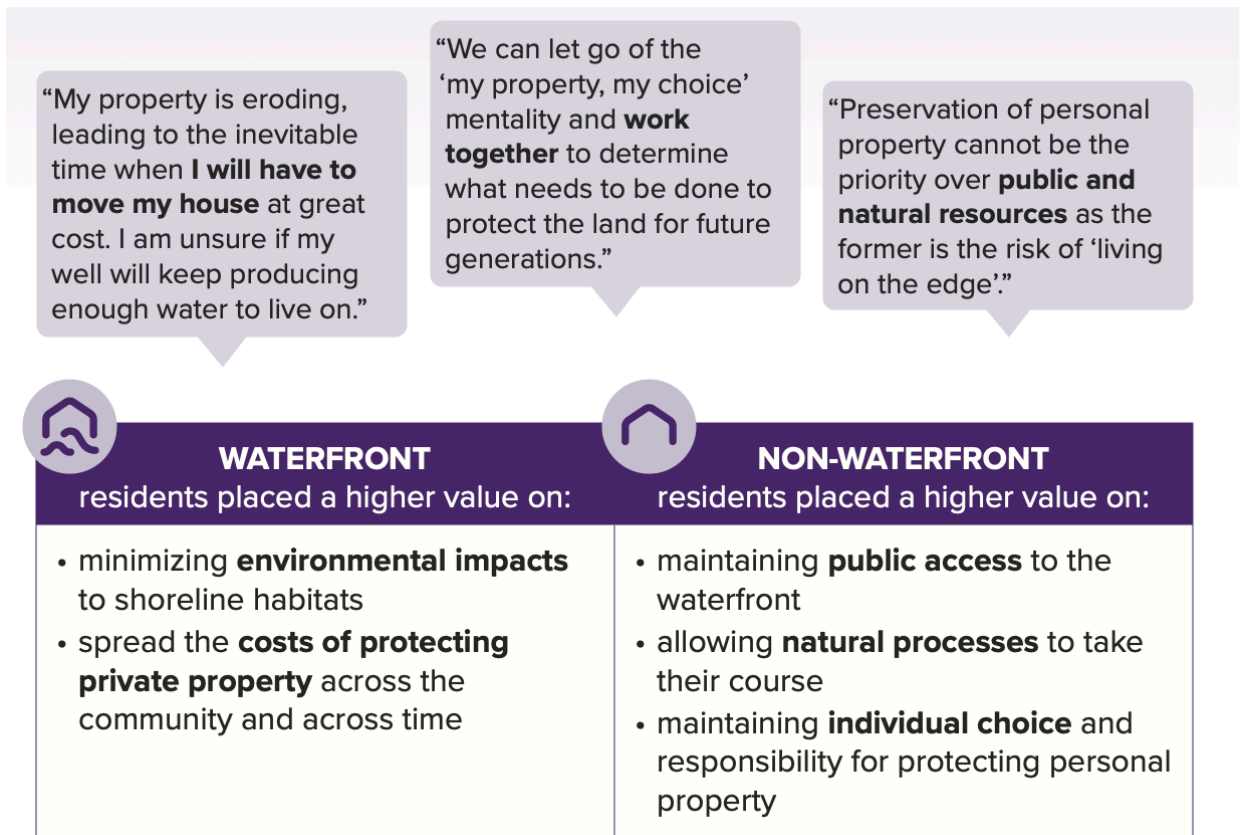 “My property is eroding,
leading to the inevitable
time when I will have to
move my house at great
cost. I am unsure if my
well will keep producing
enough water to live on.”
“We can let go of the
‘my property, my choice’
mentality and work
together to determine
what needs to be done to
protect the land for future
generations.”
“Preservation of personal
property cannot be the
priority over public and
natural resources as the
former is the risk of ‘living
on the edge’.”
WATERFRONT
residents placed a higher value on:
• minimizing environmental impacts
to shoreline habitats
• spread the costs of protecting
private property across the
community and across time
NON-WATERFRONT
residents placed a higher value on:
• maintaining public access to the
waterfront
• allowing natural processes to take
their course
• maintaining individual choice and
responsibility for protecting personal
property